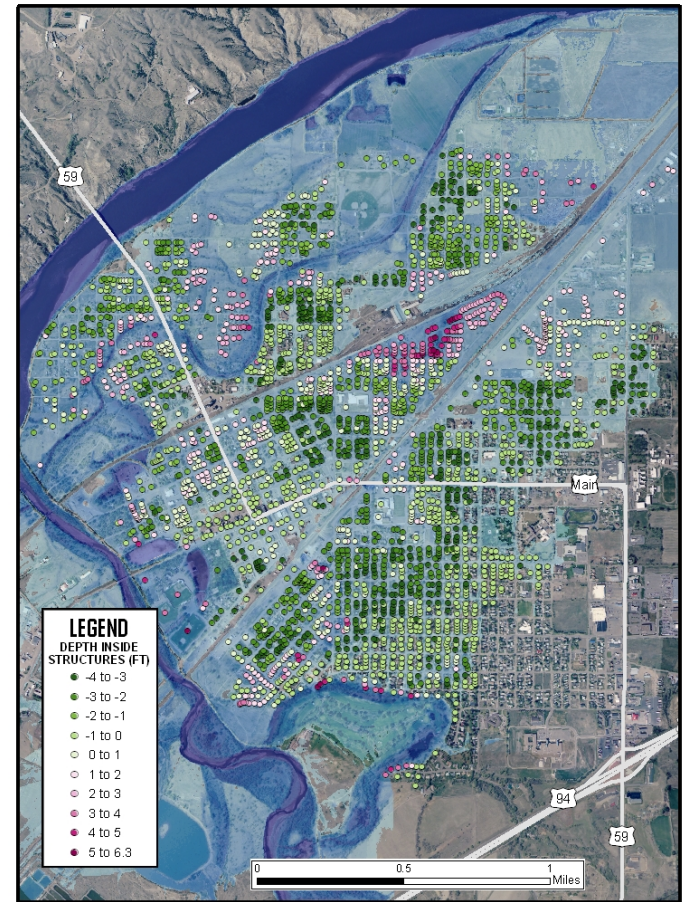 59
Main
LEGEND
DEPTH INSIDE
STRUCTURES (FT)
-4 to -3
-3 to -2
-2 to -1
-1 to 0
0 to 1
1 to 2
2 to 3
3 to 4
4 to 5
5 to 6.3
94
59
0 0.5 1
Miles